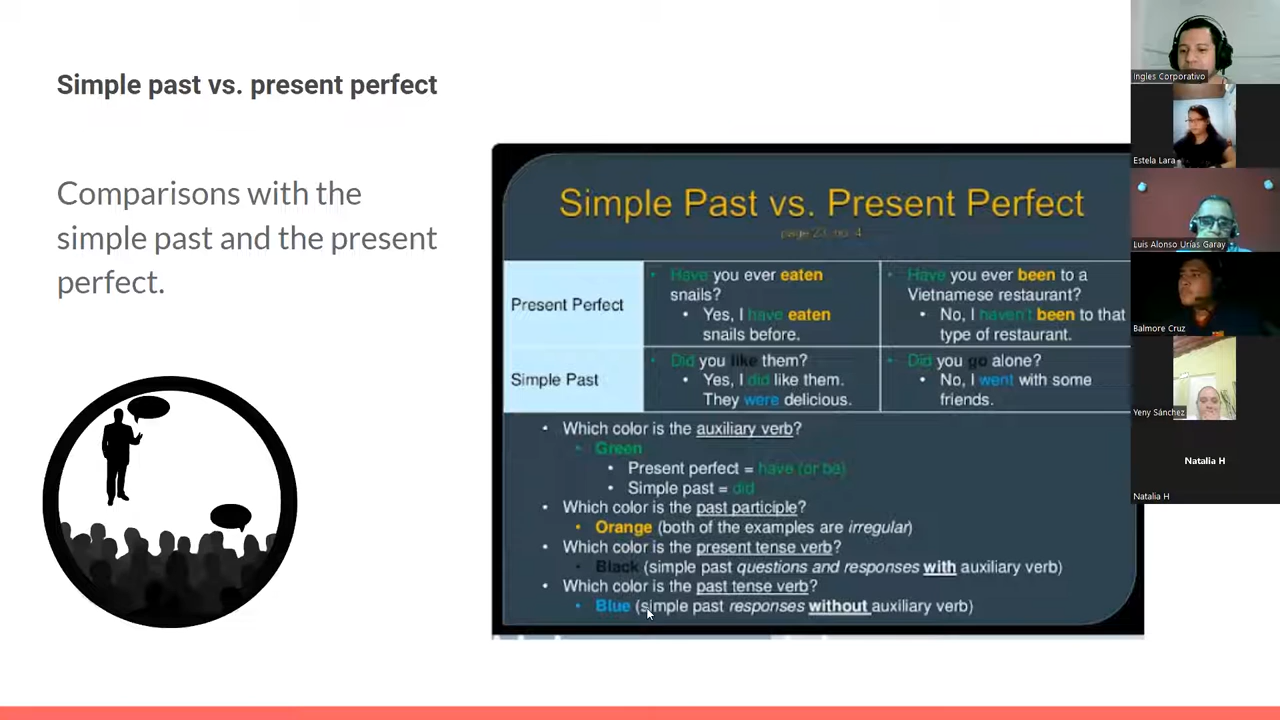 Simple past vs. present perfect
Comparisons with the
simple past and the present
perfect.
Simple Past vs. Present Perfect
page 23, no. 4
Present Perfect
• Have you ever eaten
snails?
• Yes, I have eaten
snails before.
• Have you ever been to a
Vietnamese restaurant?
• No, I haven't been to that
type of restaurant.
Simple Past
• Did you like them?
• Yes, I did like them.
They were delicious.
• Did you go alone?
• No, I went with some
friends.
• Which color is the auxiliary verb?
• Green
• Present perfect = have (or be)
• Simple past = did
• Which color is the past participle?
• Orange (both of the examples are irregular)
• Which color is the present tense verb?
• Black (simple past questions and responses with auxiliary verb)
• Which color is the past tense verb?
• Blue (simple past responses without auxiliary verb)
Ingles Corporativo
Estela Lara
Luis Alonso Urías Garay
Balmore Cruz
Yeny Sánchez
Natalia H
Natalia H